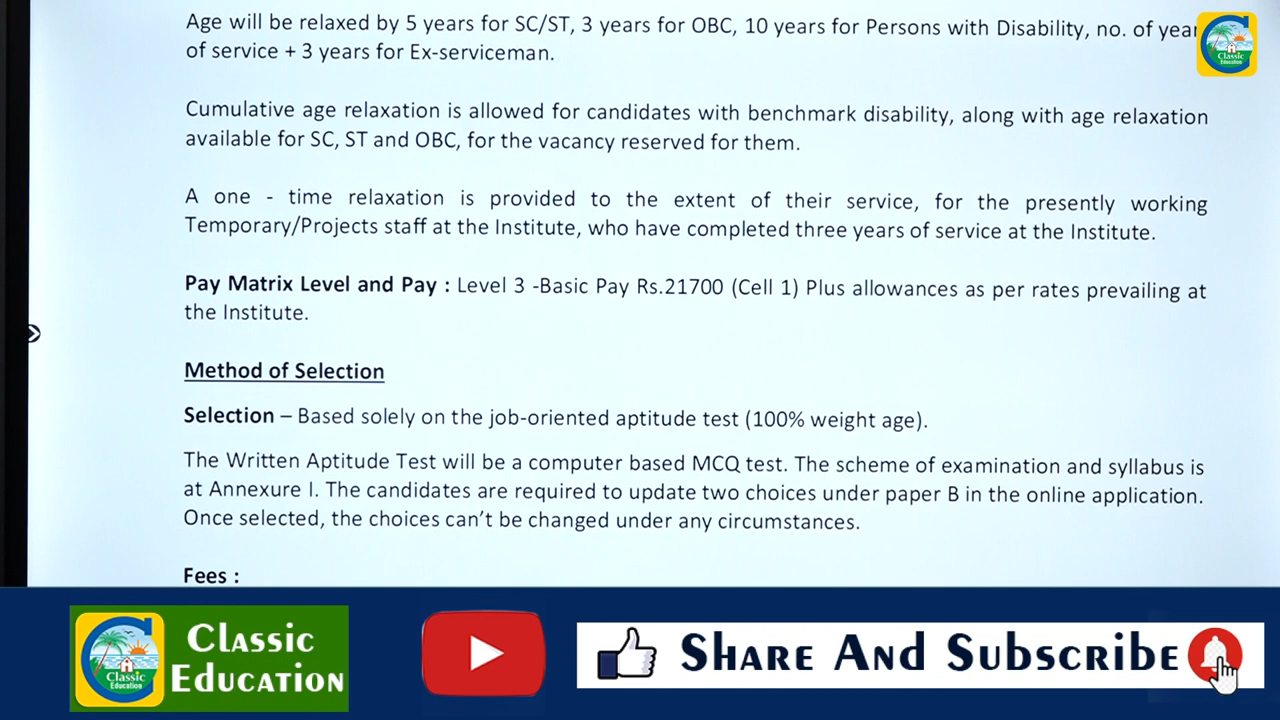 Age will be relaxed by 5 years for SC/ST, 3 years for OBC, 10 years for Persons with Disability, no. of
of service + 3 years for Ex-serviceman.
Classic
Education
Cumulative age relaxation is allowed for candidates with benchmark disability, along with age relaxation
available for SC, ST and OBC, for the vacancy reserved for them.
A one - time relaxation is provided to the extent of their service, for the presently working
Temporary/Projects staff at the Institute, who have completed three years of service at the Institute.
Pay Matrix Level and Pay : Level 3 -Basic Pay Rs.21700 (Cell 1) Plus allowances as per rates prevailing at
the Institute.
Method of Selection
Selection – Based solely on the job-oriented aptitude test (100% weight age).
The Written Aptitude Test will be a computer based MCQ test. The scheme of examination and syllabus is
at Annexure I. The candidates are required to update two choices under paper B in the online application.
Once selected, the choices can't be changed under any circumstances.
Fees :
Classic
Education
Classic
Education
Share And Subscribe